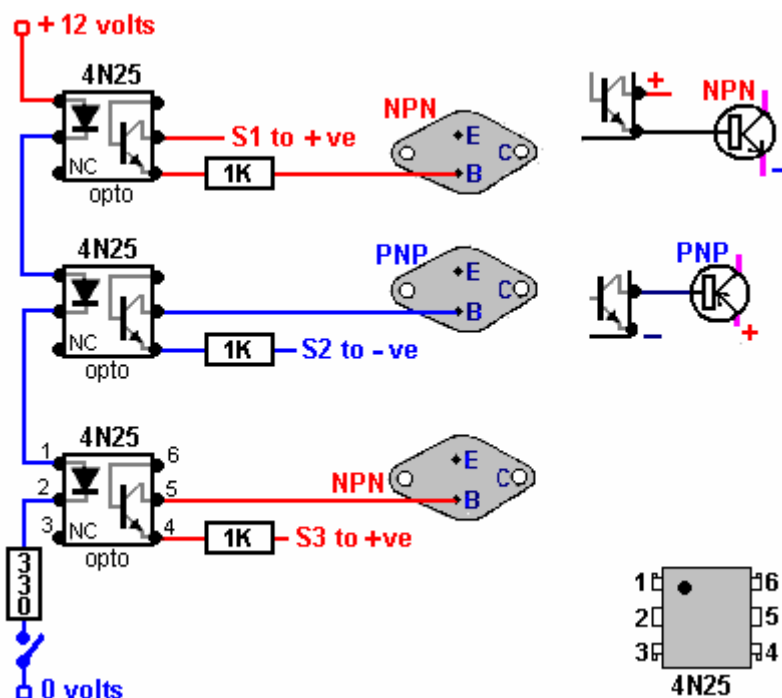 + 12 volts
4N25
NPN
+
NPN
E
S1 to +ve
C
NC
1K
B
-
opto
4N25
PNP
PNP
E
C
B
NC
1K
S2 to - ve
-
+
opto
4N25
1
6
E
2
5
NPN
C
B
3
NC
4
1K
S3 to +ve
opto
330
1
6
2
5
3
4
0 volts
4N25